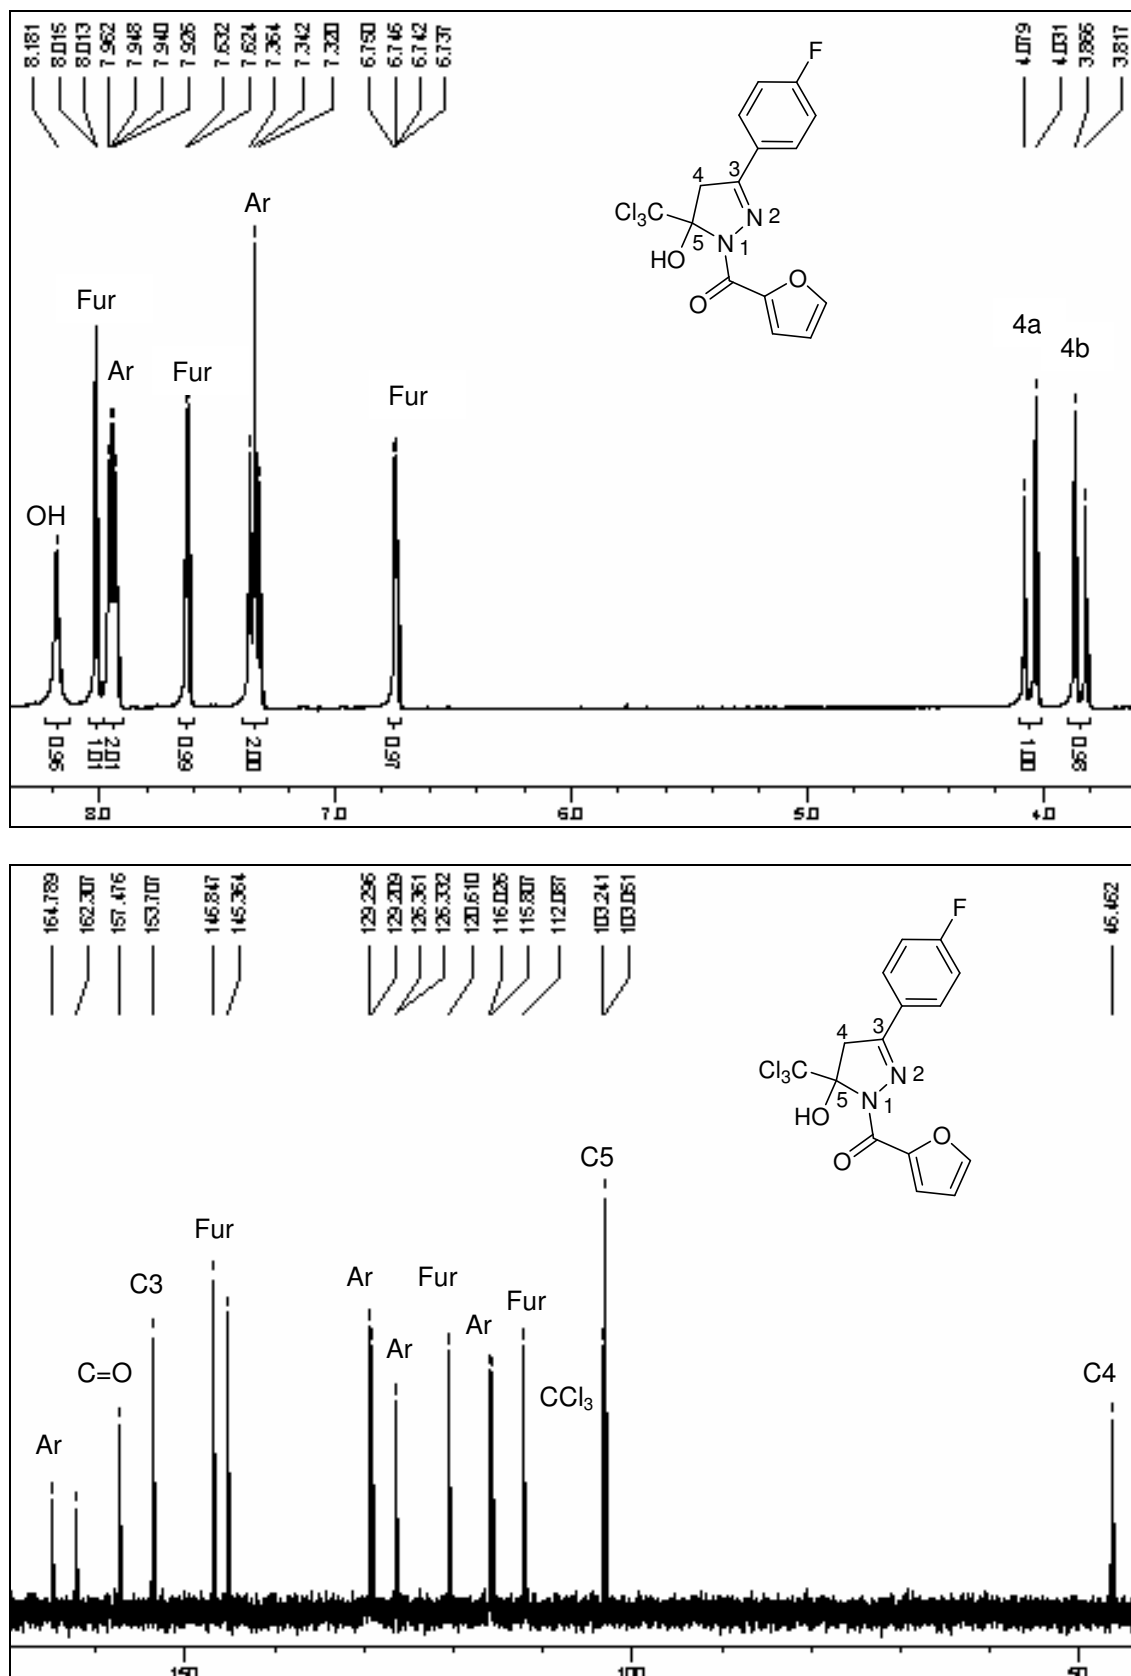 8.181 8.015 8.013 7.962 7.948 7.940 7.926 7.632 7.624 7.364 7.342 7.320 6.750 6.746 6.742 6.737 4.079 4.031 3.866 3.817
F
3
4
Cl3C
N 2
5 N 1
HO
O
O
Ar
Fur
Ar
Fur
Fur
4a
4b
OH
0.96 1.01 2.01 0.99 2.00 0.97 1.00 0.98
8.0 7.0 6.0 5.0 4.0
164.789 162.307 157.476 153.707 146.847 145.364 129.296 129.209 126.361 126.332 120.610 116.026 115.807 112.087 103.241 103.051 46.462
F
3
4
Cl3C
N 2
5 N 1
HO
O
O
C5
Fur
C3
Ar
Fur
Fur
Ar
Ar
C=O
CCl3
C4
Ar
150 100 50